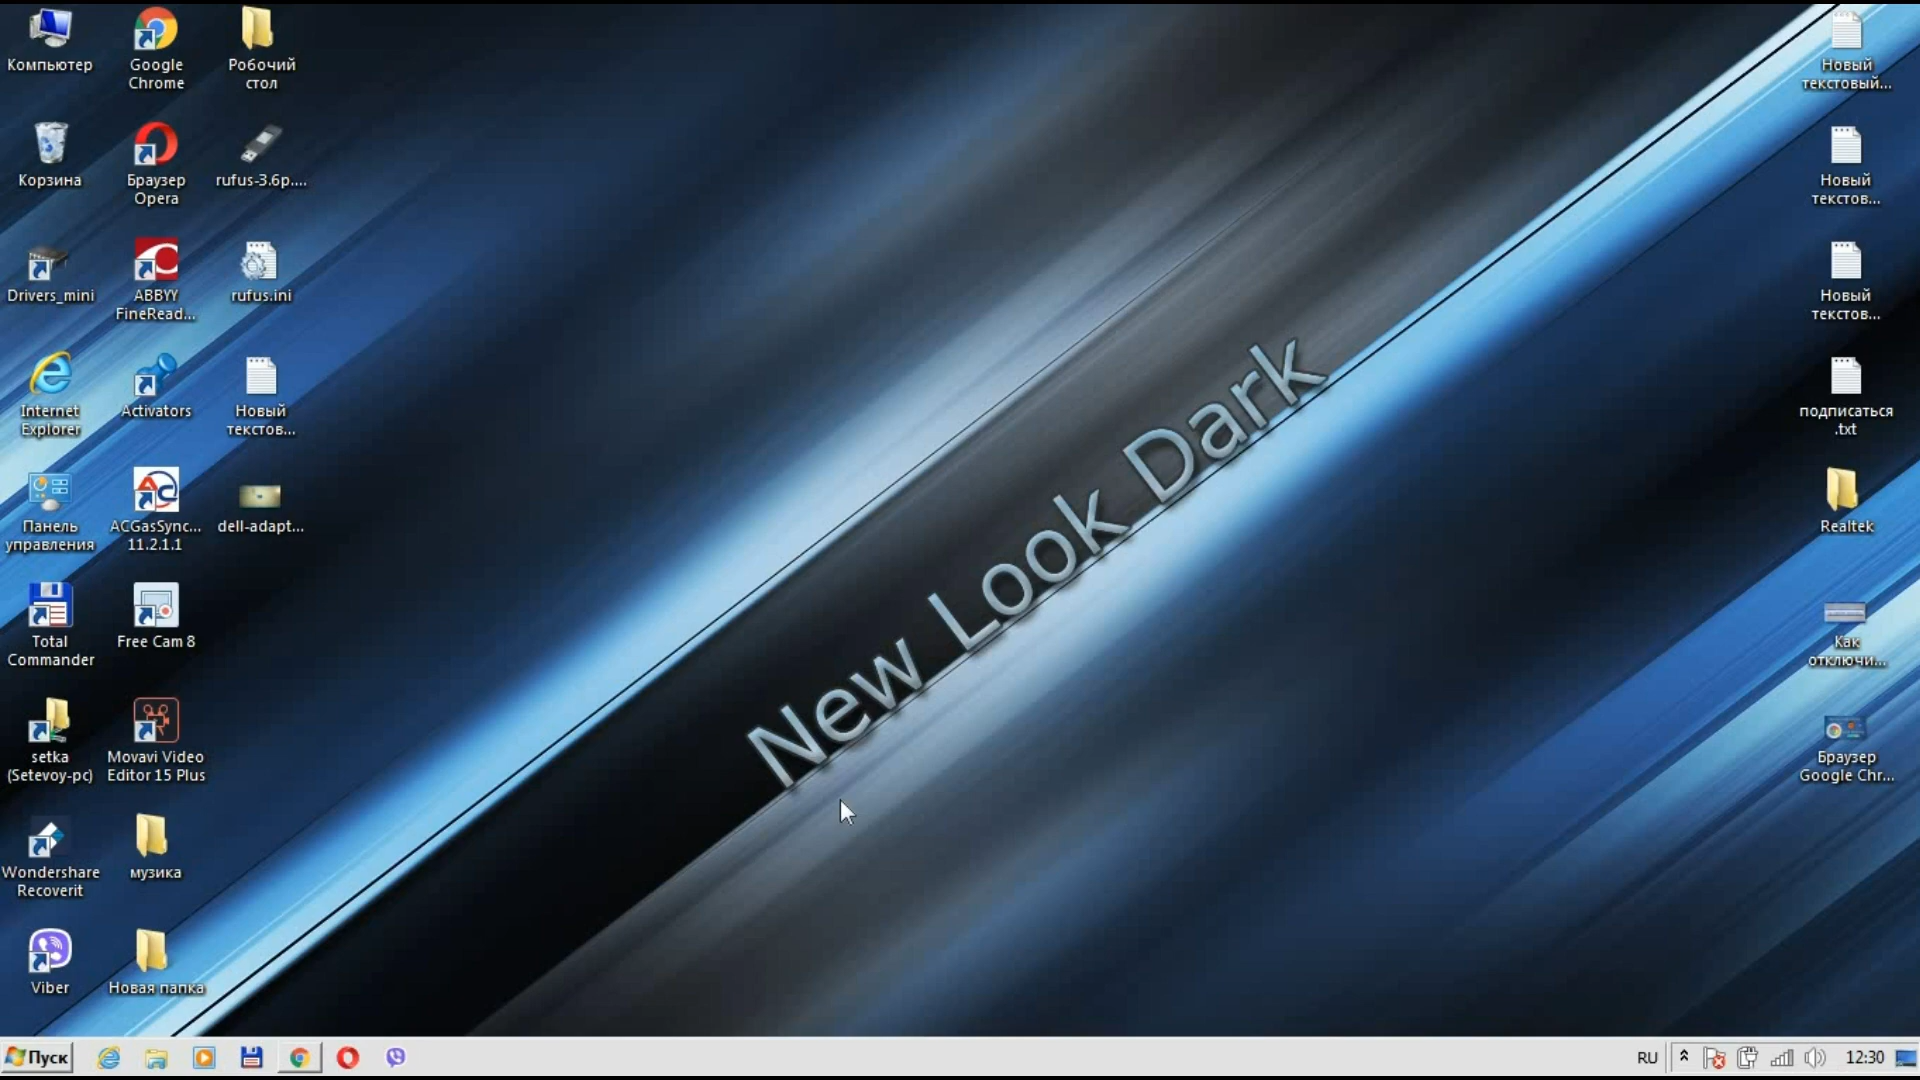 Компьютер
Google
Chrome
Робочий
стол
Корзина
Браузер
Opera
rufus-3.6p....
Drivers_mini
ABBYY
FineRead...
rufus.ini
Internet
Explorer
Activators
Новый
текстов...
Панель
управления
ACGasSync...
11.2.1.1
dell-adapt...
Total
Commander
Free Cam 8
setka
(Setevoy-pc)
Movavi Video
Editor 15 Plus
Wondershare
Recoverit
музика
Viber
Новая папка
New Look Dark
Новый
текстовый...
Новый
текстов...
Новый
текстов...
подписаться
.txt
Realtek
Как
отключи...
Браузер
Google Chr...
Пуск
RU
12:30